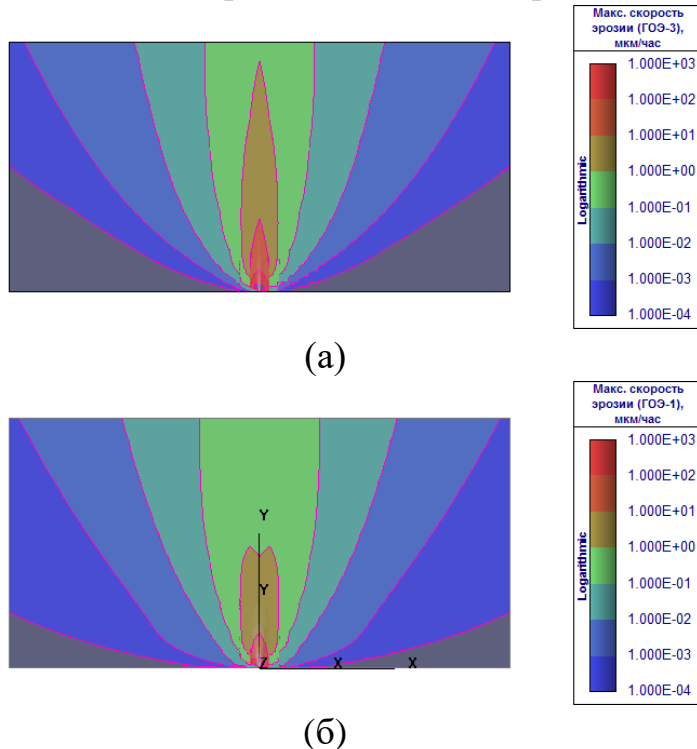 Макс. скорость
эрозии (ГОЭ-3),
мкм/час
1.000E+03
1.000E+02
1.000E+01
1.000E+00
1.000E-01
1.000E-02
1.000E-03
1.000E-04
Logarithmic
(а)
Макс. скорость
эрозии (ГОЭ-1),
мкм/час
1.000E+03
1.000E+02
1.000E+01
1.000E+00
1.000E-01
1.000E-02
1.000E-03
1.000E-04
Logarithmic
Y
Y
Z X X
(б)